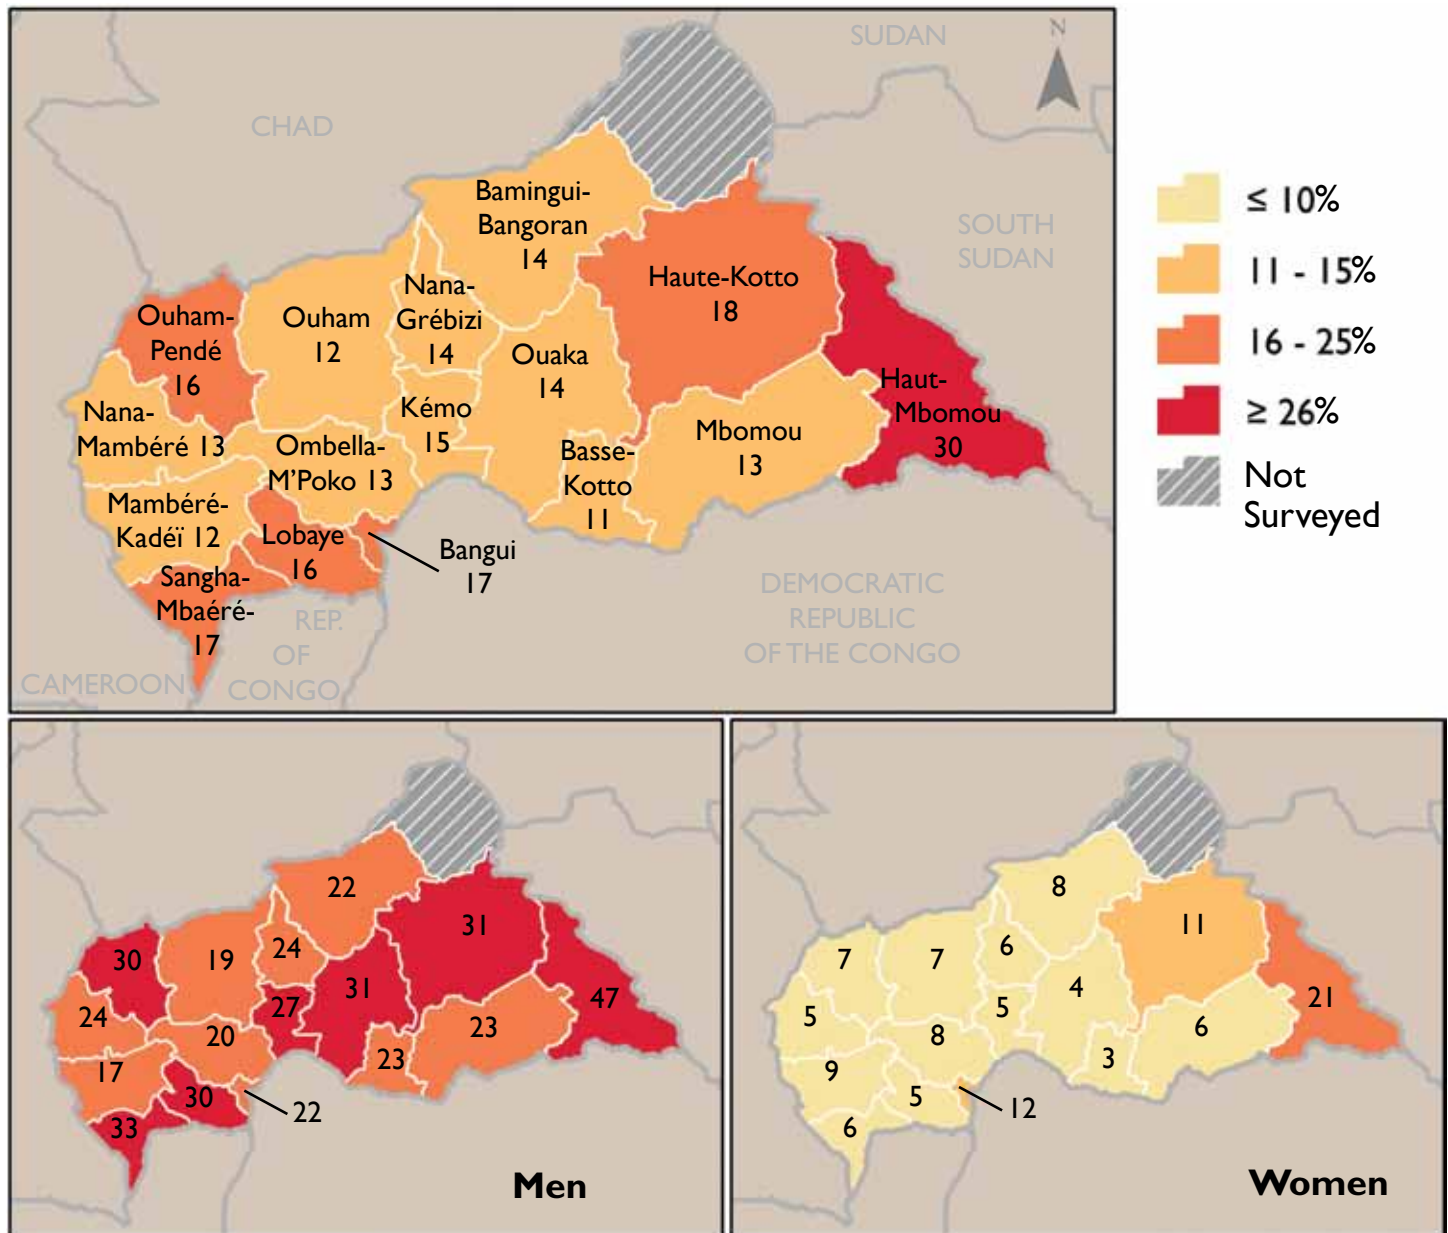 SUDAN
N
CHAD
SOUTH
SUDAN
Bamingui-
Bangoran
14
Haute-Kotto
18
Nana-
Grébizi
14
Ouham-
Pendé
16
Ouham
12
Ouaka
14
Haut-
Mbomou
30
Nana-
Mambéré 13
Kémo
15
Mbomou
13
Ombella-
M'Poko 13
Basse-
Kotto
11
Mambéré-
Kadéï 12
Lobaye
16
Bangui
17
Sangha-
Mbaéré-
17
DEMOCRATIC
REPUBLIC
OF THE CONGO
REP.
OF
CONGO
CAMEROON
≤ 10%
11 - 15%
16 - 25%
≥ 26%
Not
Surveyed
22
31
30
19
24
31
47
27
24
20
23
23
17
30
22
33
Men
8
11
7
7
6
4
21
5
5
8
6
3
9
5
12
6
Women